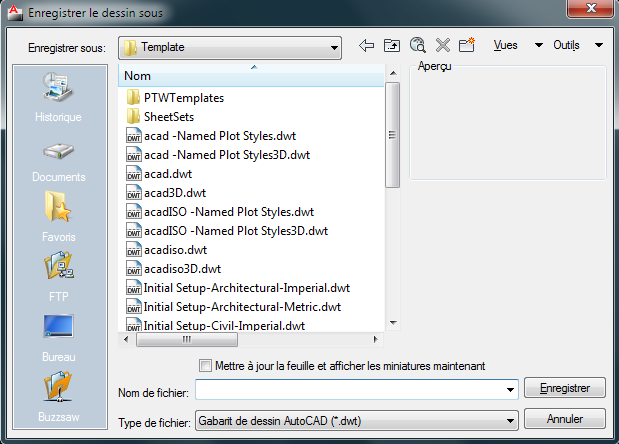 Enregistrer le dessin sous
Enregistrer sous: Template
Vues Outils
Nom
Aperçu
PTWTemplates
SheetSets
acad -Named Plot Styles.dwt
acad -Named Plot Styles3D.dwt
acad.dwt
acad3D.dwt
acadISO -Named Plot Styles.dwt
acadISO -Named Plot Styles3D.dwt
acadiso.dwt
acadiso3D.dwt
Initial Setup-Architectural-Imperial.dwt
Initial Setup-Architectural-Metric.dwt
Initial Setup-Civil-Imperial.dwt
Historique
Documents
Favoris
FTP
Bureau
Buzzsaw
Mettre à jour la feuille et afficher les miniatures maintenant
Nom de fichier: Enregistrer
Type de fichier: Gabarit de dessin AutoCAD (*.dwt) Annuler